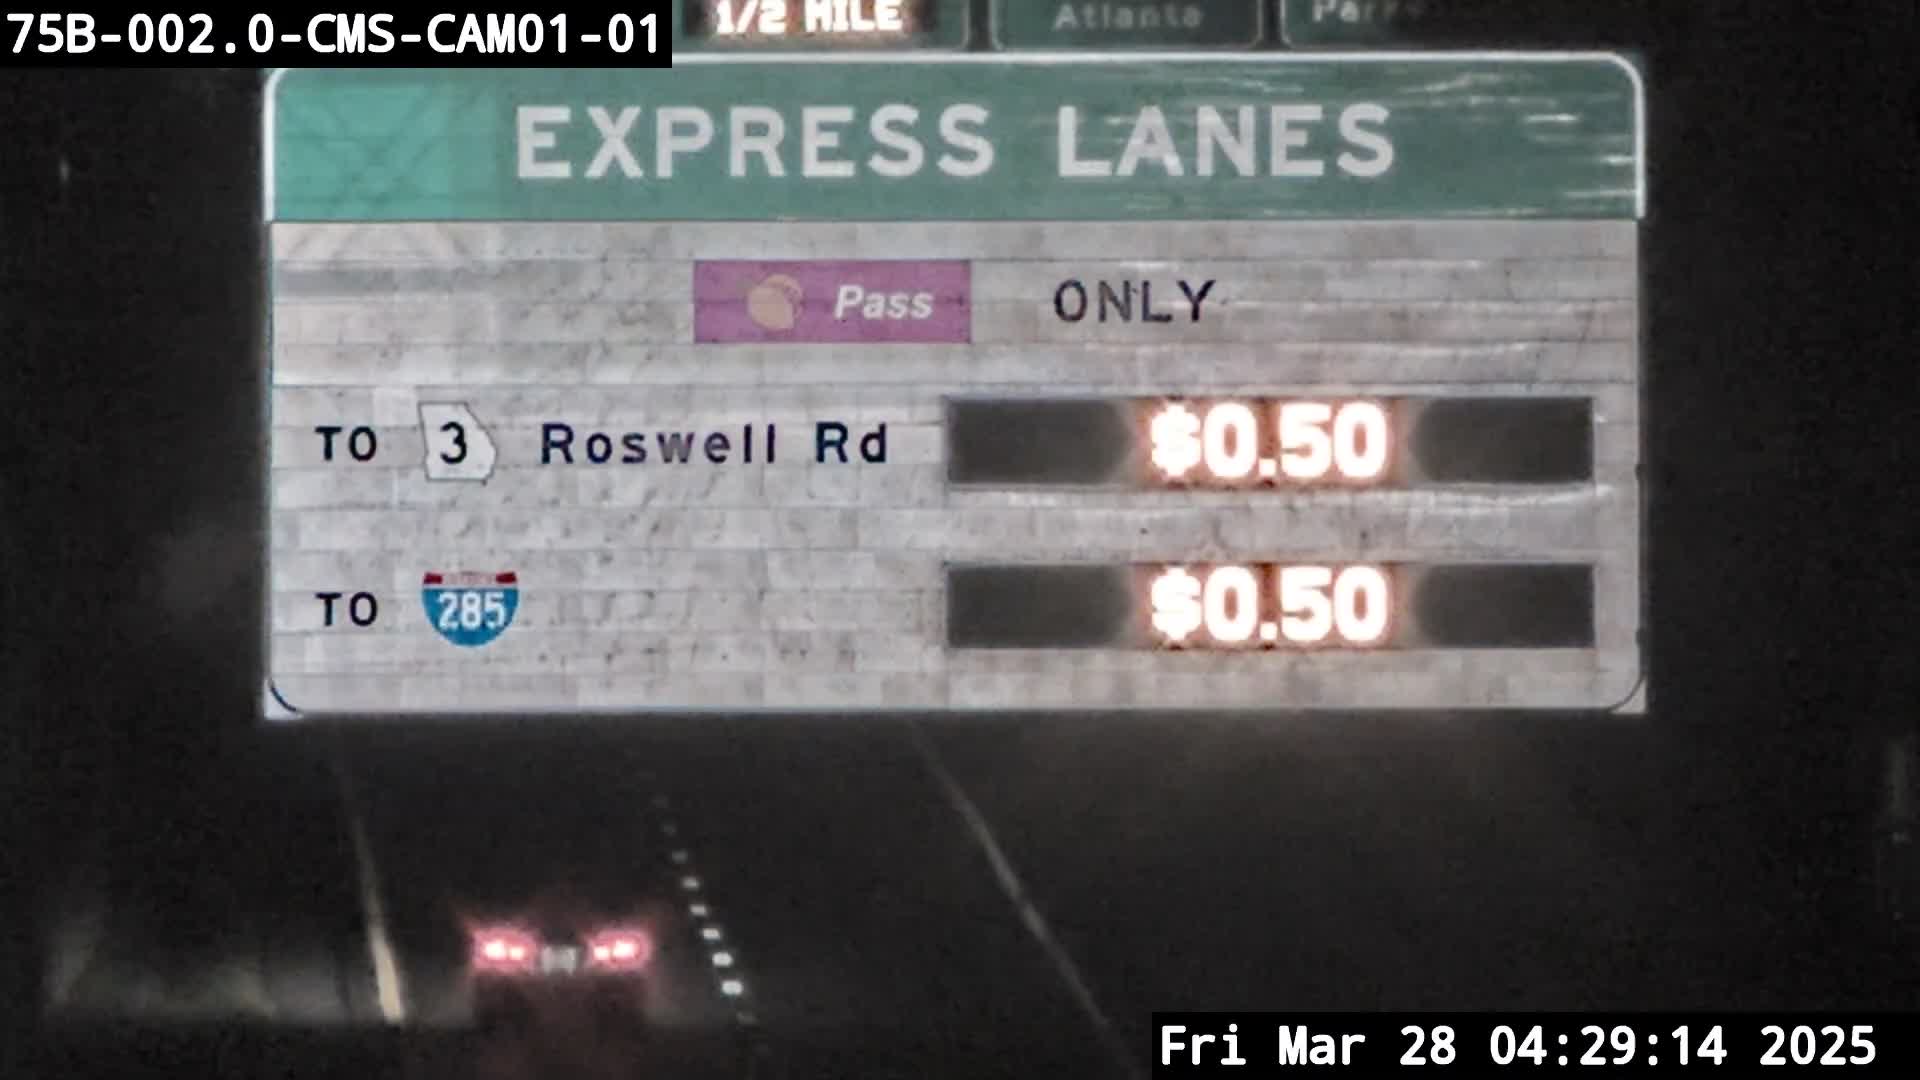 75B-002.0-CMS-CAM01-01
1/2 MILE
Atlanta
EXPRESS LANES
Pass ONLY
TO 3 Roswell Rd $0.50
TO 285 $0.50
Fri Mar 28 04:29:14 2025